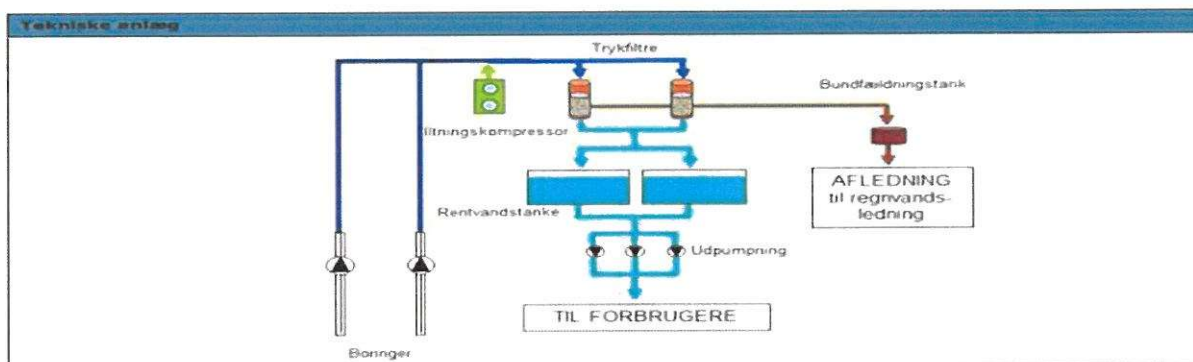 Tekniske anlæg
Trykfiltre
Bundfældningstank
Iltningskompressor
AFLEDNING
til regnvands-
ledning
Rentvandstanke
Udpumpning
TIL FORBRUGERE
Boringer